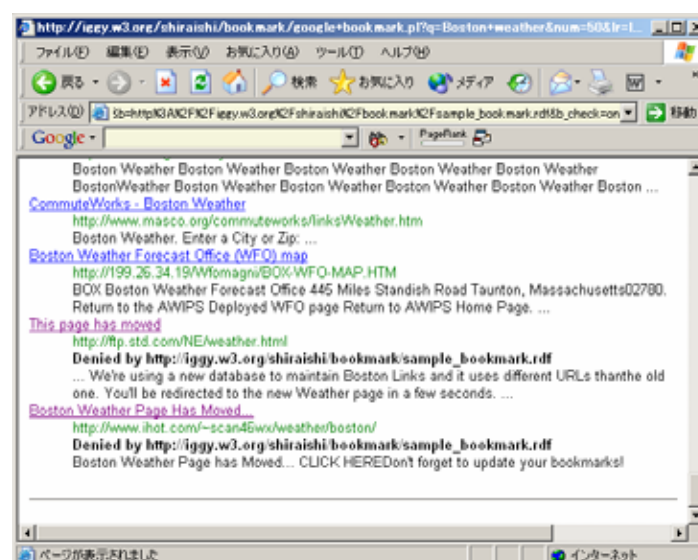 http://iggy.w3.org/shiraishi/bookmark/google+bookmark.pl?q=Boston+weather&num=50&lr=l...
ファイル(F) 編集(E) 表示(V) お気に入り(A) ツール(T) ヘルプ(H)
戻る 検索 お気に入り メディア
アドレス(D) sb=http%3A%2F%2Figgy.w3.org%2Fshiraishi%2Fbookmark%2Fsample_bookmark.rdf&b_check=on 移動
Google PageRank
Boston Weather Boston Weather Boston Weather Boston Weather Boston Weather
BostonWeather Boston Weather Boston Weather Boston Weather Boston Weather Boston ...
CommuteWorks - Boston Weather
http://www.masco.org/commuteworks/linksWeather.htm
Boston Weather. Enter a City or Zip: ...
Boston Weather Forecast Office (WFO) map
http://199.26.34.19/Wfomagni/BOX-WFO-MAP.HTM
BOX Boston Weather Forecast Office 445 Miles Standish Road Taunton, Massachusetts02780.
Return to the AWIPS Deployed WFO page Return to AWIPS Home Page. ...
This page has moved
http://ftp.std.com/NE/weather.html
Denied by http://iggy.w3.org/shiraishi/bookmark/sample_bookmark.rdf
... We're using a new database to maintain Boston Links and it uses different URLs thanthe old
one. You'll be redirected to the new Weather page in a few seconds. ...
Boston Weather Page Has Moved...
http://www.ihot.com/~scan46wx/weather/boston/
Denied by http://iggy.w3.org/shiraishi/bookmark/sample_bookmark.rdf
Boston Weather Page has Moved... CLICK HEREDon't forget to update your bookmarks!
ページが表示されました インターネット